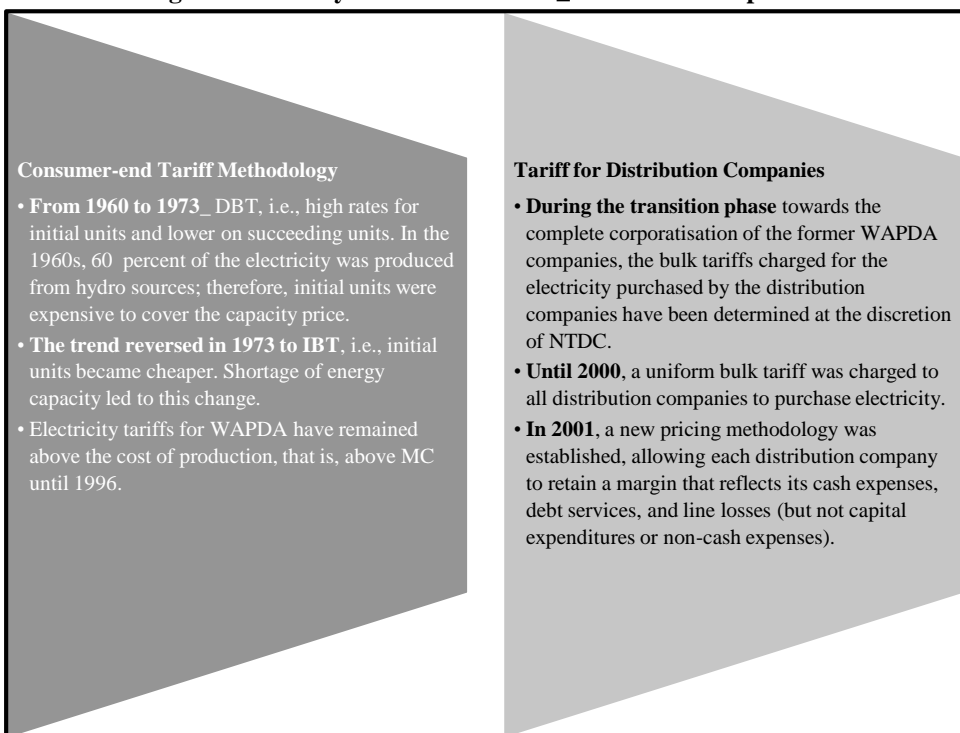 Consumer-end Tariff Methodology
• From 1960 to 1973_ DBT, i.e., high rates for
initial units and lower on succeeding units. In the
1960s, 60 percent of the electricity was produced
from hydro sources; therefore, initial units were
expensive to cover the capacity price.
• The trend reversed in 1973 to IBT, i.e., initial
units became cheaper. Shortage of energy
capacity led to this change.
• Electricity tariffs for WAPDA have remained
above the cost of production, that is, above MC
until 1996.
Tariff for Distribution Companies
• During the transition phase towards the
complete corporatisation of the former WAPDA
companies, the bulk tariffs charged for the
electricity purchased by the distribution
companies have been determined at the discretion
of NTDC.
• Until 2000, a uniform bulk tariff was charged to
all distribution companies to purchase electricity.
• In 2001, a new pricing methodology was
established, allowing each distribution company
to retain a margin that reflects its cash expenses,
debt services, and line losses (but not capital
expenditures or non-cash expenses).